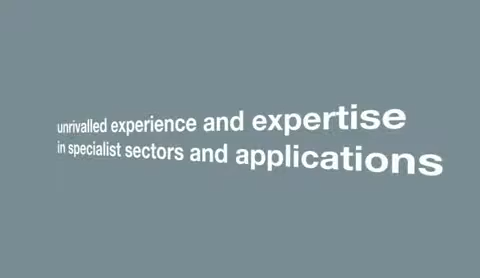 unrivalled experience and expertise
in specialist sectors and applications